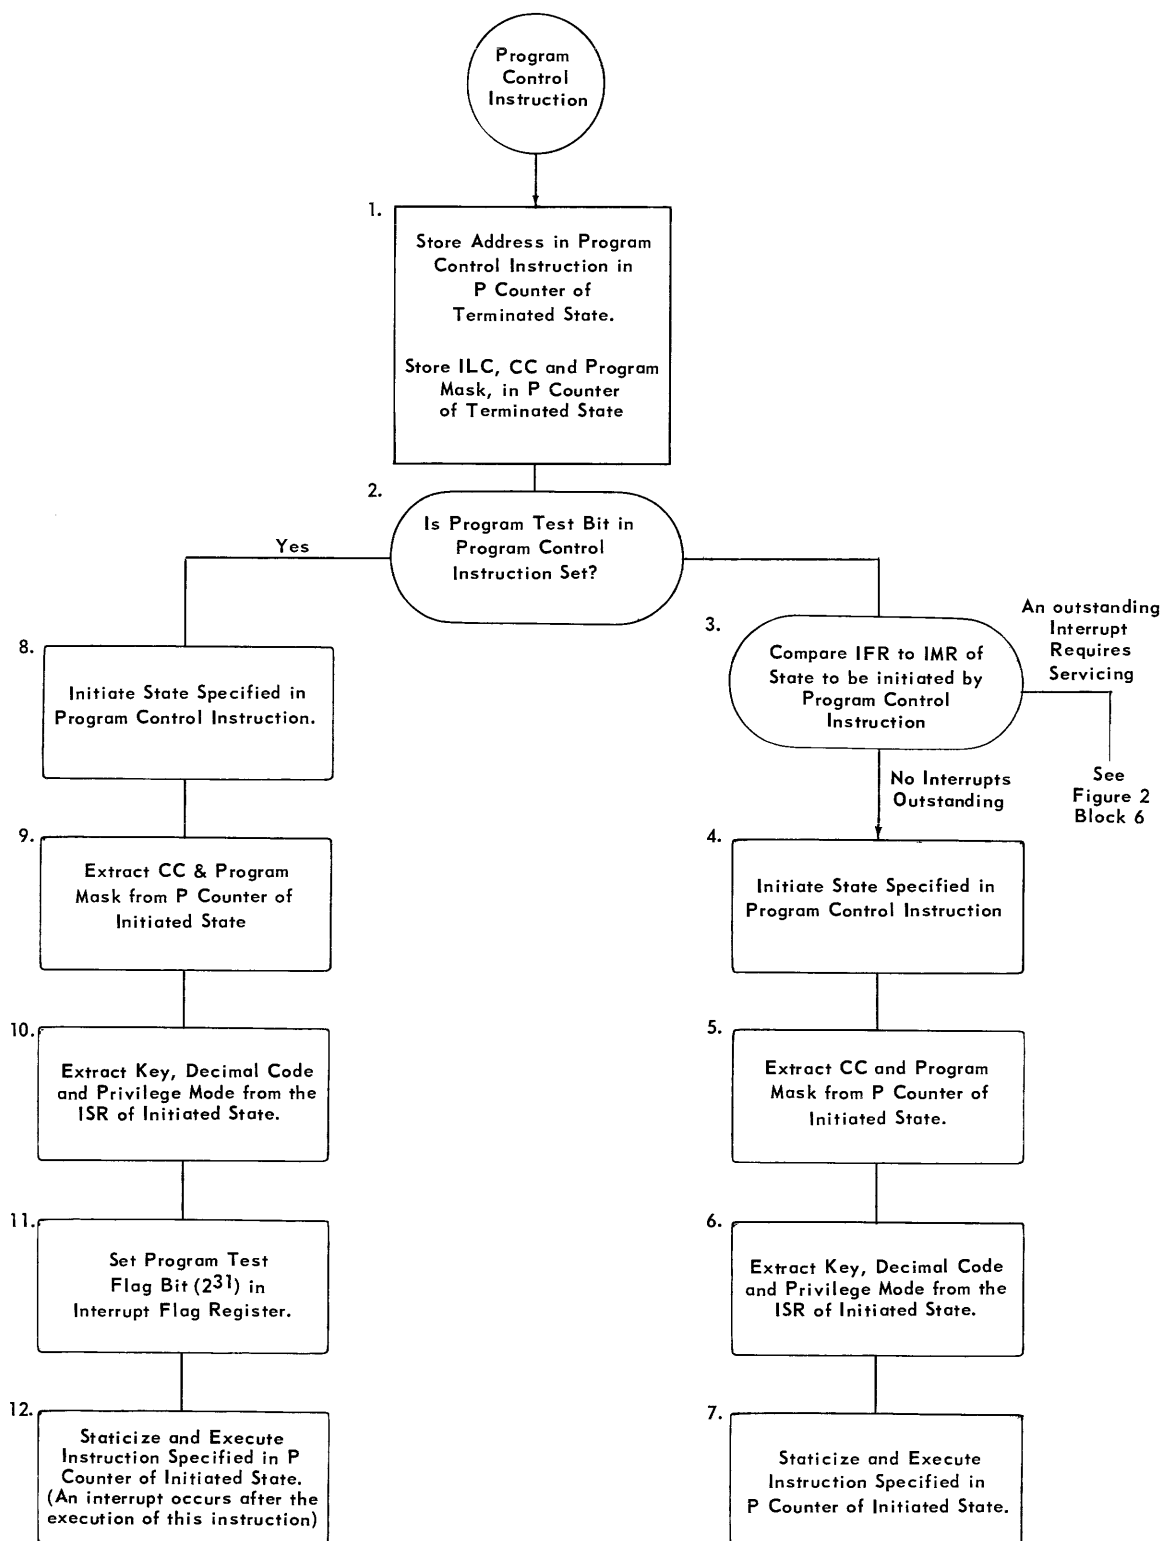 Program
Control
Instruction
1.
Store Address in Program
Control Instruction in
P Counter of
Terminated State.
Store ILC, CC and Program
Mask, in P Counter
of Terminated State
2.
Is Program Test Bit in
Program Control
Instruction Set?
Yes
8.
Initiate State Specified in
Program Control Instruction.
9.
Extract CC & Program
Mask from P Counter of
Initiated State
10.
Extract Key, Decimal Code
and Privilege Mode from the
ISR of Initiated State.
11.
Set Program Test
Flag Bit (231) in
Interrupt Flag Register.
12.
Staticize and Execute
Instruction Specified in P
Counter of Initiated State.
(An interrupt occurs after the
execution of this instruction)
3.
Compare IFR to IMR of
State to be initiated by
Program Control
Instruction
An outstanding
Interrupt
Requires
Servicing
See
Figure 2
Block 6
No Interrupts
Outstanding
4.
Initiate State Specified in
Program Control Instruction
5.
Extract CC and Program
Mask from P Counter of
Initiated State.
6.
Extract Key, Decimal Code
and Privilege Mode from the
ISR of Initiated State.
7.
Staticize and Execute
Instruction Specified in
P Counter of Initiated State.